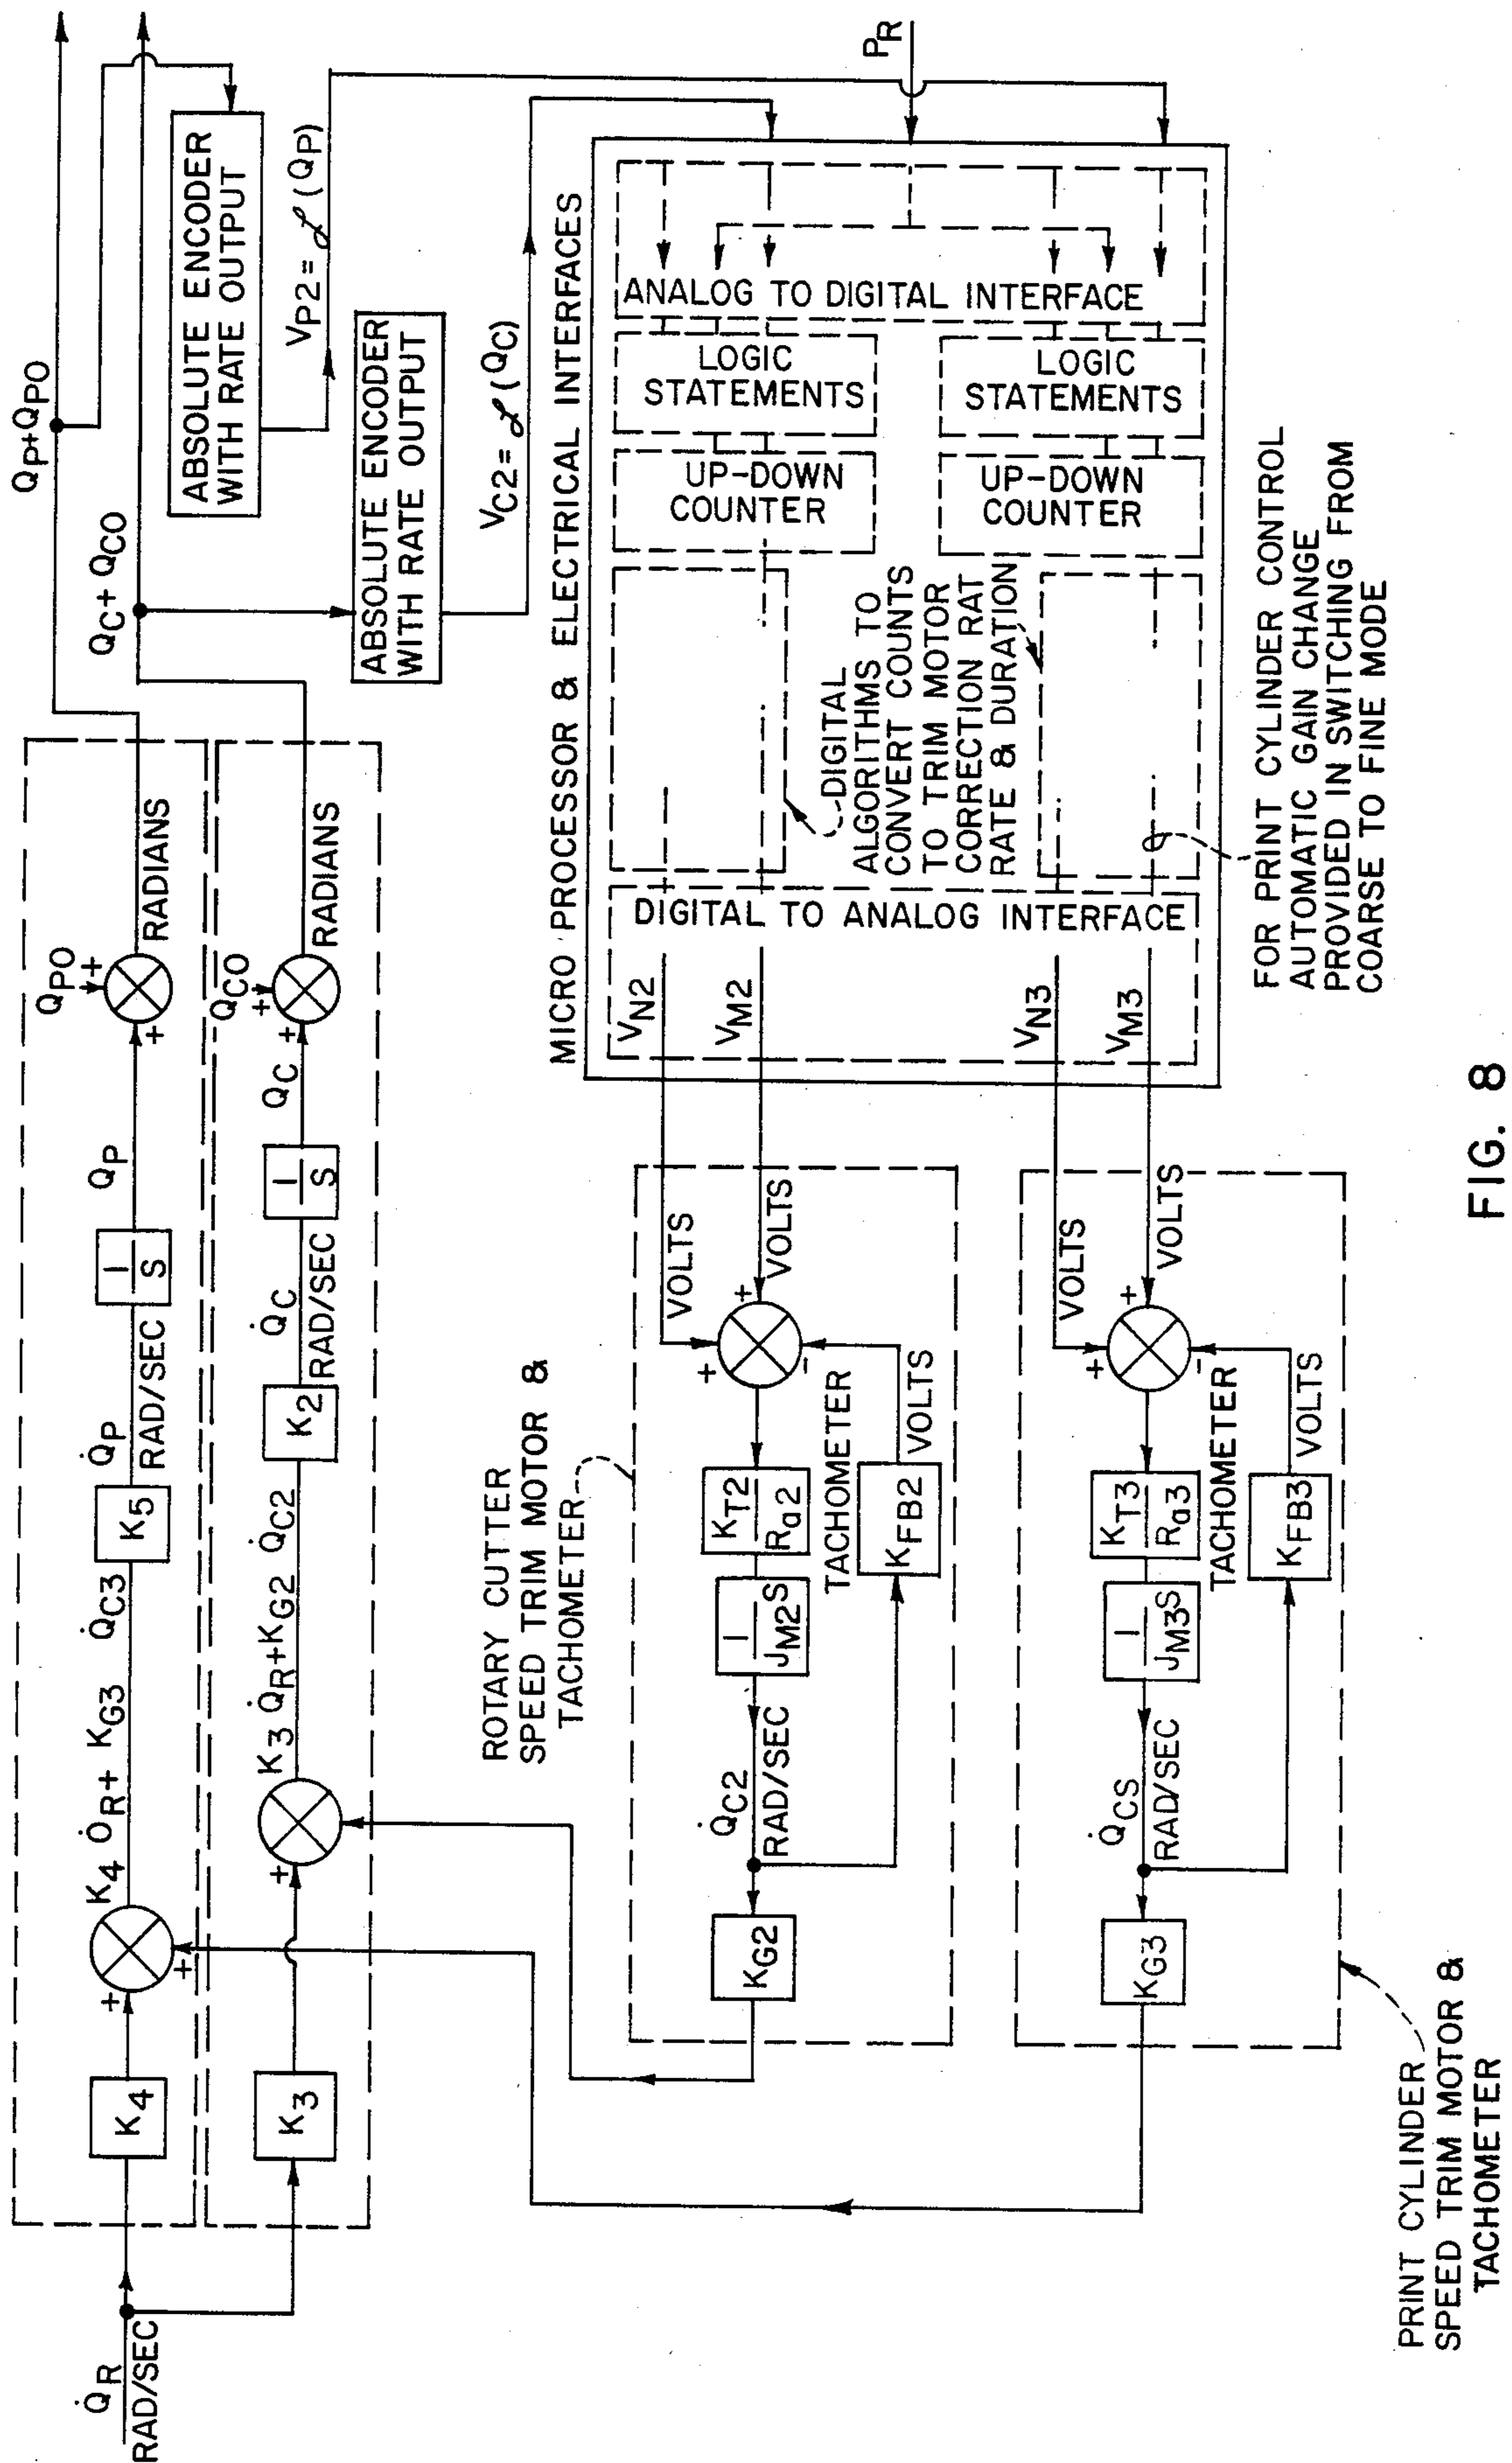 Q̇R
RAD/SEC
K4
+
+
K4 ȮR+ KG3 Q̇C3
K5
Q̇P
RAD/SEC
1
S
QP
+
QPO
+
RADIANS
QP+QPO
K3
+
K3 Q̇R+KG2 Q̇C2
K2
Q̇C
RAD/SEC
1
S
QC
+
QCO
+
RADIANS
QC+ QCO
ABSOLUTE ENCODER
WITH RATE OUTPUT
VP2= ℒ (QP)
ABSOLUTE ENCODER
WITH RATE OUTPUT
VC2= ℒ (QC)
PR
MICRO PROCESSOR & ELECTRICAL INTERFACES
ANALOG TO DIGITAL INTERFACE
LOGIC
STATEMENTS
LOGIC
STATEMENTS
UP-DOWN
COUNTER
UP-DOWN
COUNTER
DIGITAL
ALGORITHMS TO
CONVERT COUNTS
TO TRIM MOTOR
CORRECTION RAT
RATE & DURATION
DIGITAL TO ANALOG INTERFACE
VN2
VM2
VN3
VM3
FOR PRINT CYLINDER CONTROL
AUTOMATIC GAIN CHANGE
PROVIDED IN SWITCHING FROM
COARSE TO FINE MODE
ROTARY CUTTER
SPEED TRIM MOTOR &
TACHOMETER
VOLTS
VOLTS
+
+
-
KT2
Ra2
1
JM2S
TACHOMETER
KFB2
VOLTS
Q̇C2
RAD/SEC
KG2
VOLTS
VOLTS
+
+
-
KT3
Ra3
1
JM3S
TACHOMETER
KFB3
VOLTS
Q̇CS
RAD/SEC
KG3
PRINT CYLINDER
SPEED TRIM MOTOR &
TACHOMETER
FIG. 8